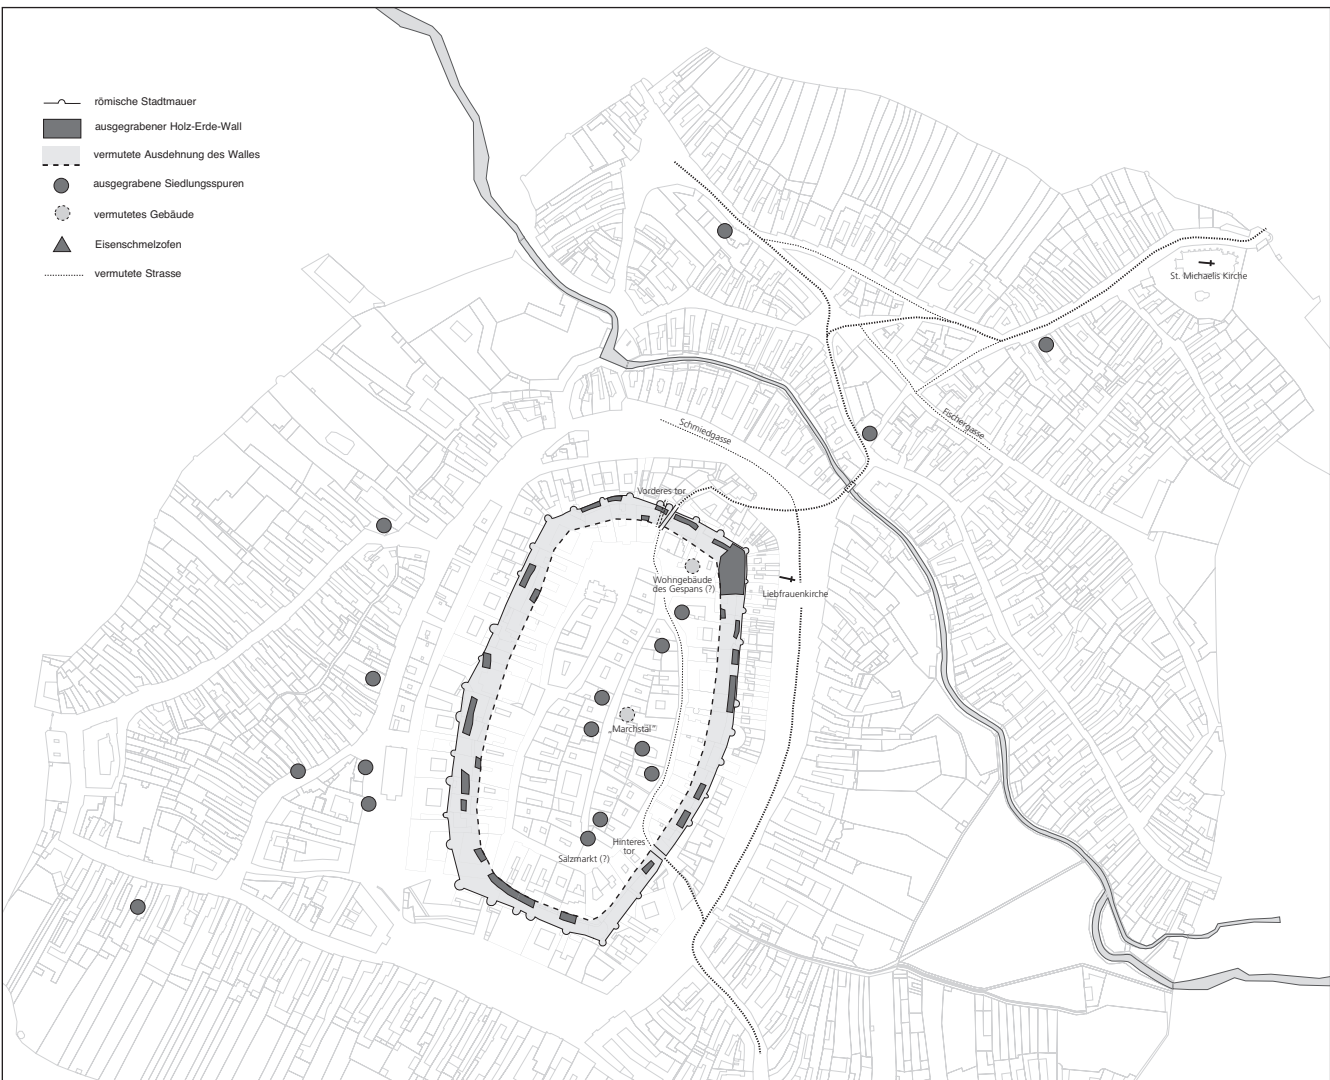 römische Stadtmauer
ausgegrabener Holz-Erde-Wall
vermutete Ausdehnung des Walles
ausgegrabene Siedlungsspuren
vermutetes Gebäude
Eisenschmelzofen
vermutete Strasse
St. Michaelis Kirche
Fischergasse
Schmiedgasse
Vorderes tor
Wohngebäude
des Gespans (?)
Liebfrauenkirche
„Marchstal”
Hinteres
tor
Salzmarkt (?)